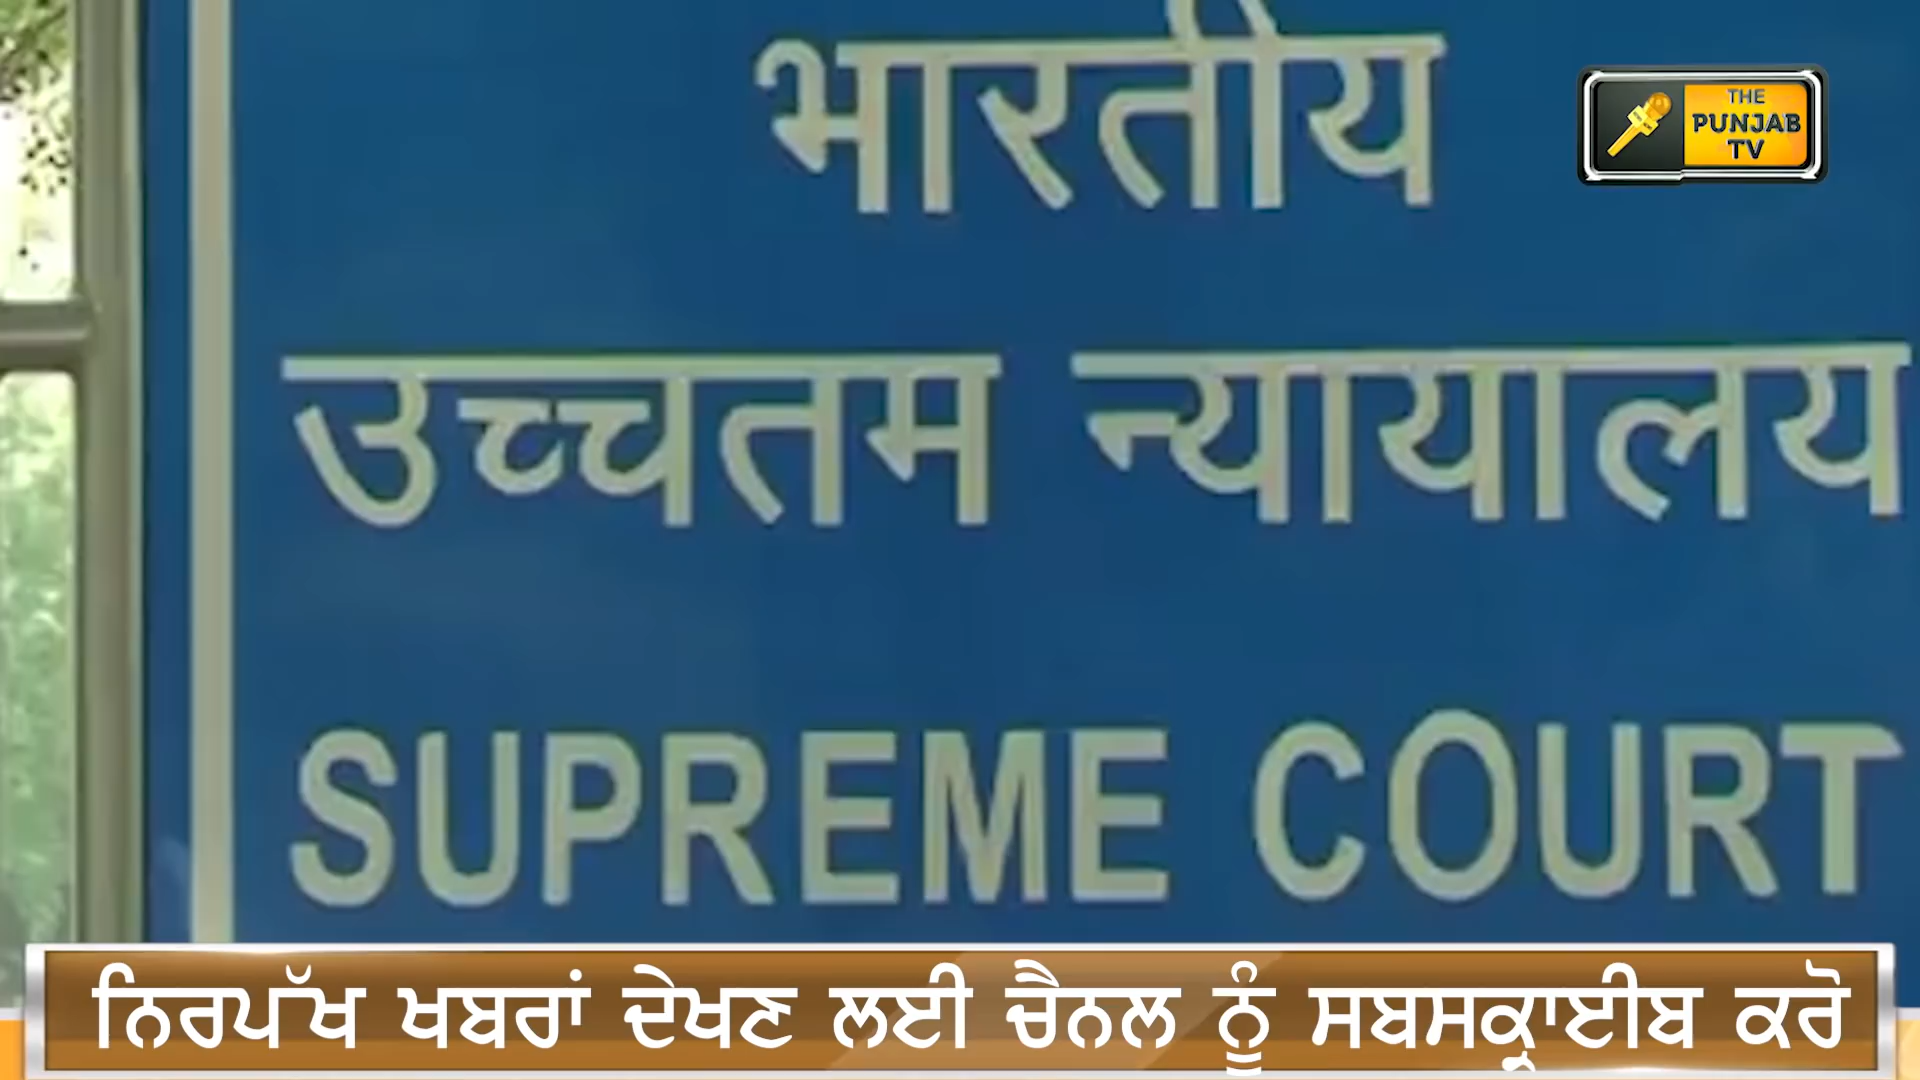 भारतीय
THE
PUNJAB
TV
उच्चतम न्यायालय
SUPREME COURT
ਨਿਰਪੱਖ ਖਬਰਾਂ ਦੇਖਣ ਲਈ ਚੈਨਲ ਨੂੰ ਸਬਸਕ੍ਰਾਈਬ ਕਰੋ